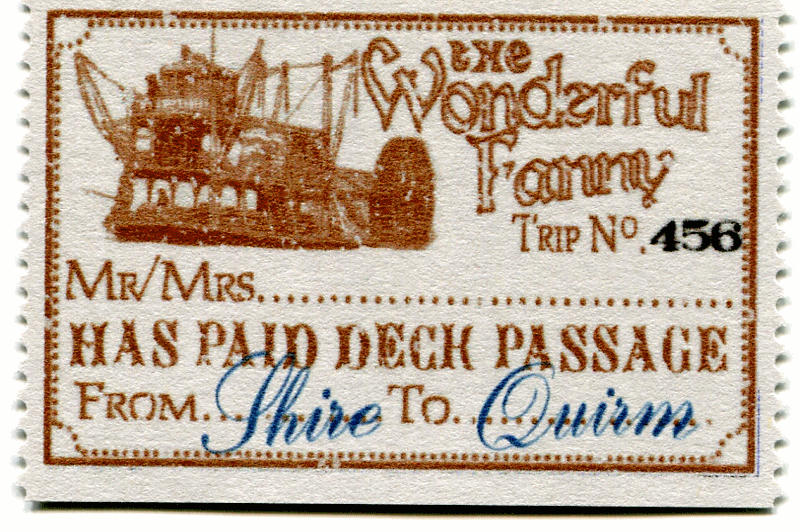 the
Wonderful
Fanny
TRIP No. 456
MR/MRS.
HAS PAID DECK PASSAGE
FROM Shire TO Quirm